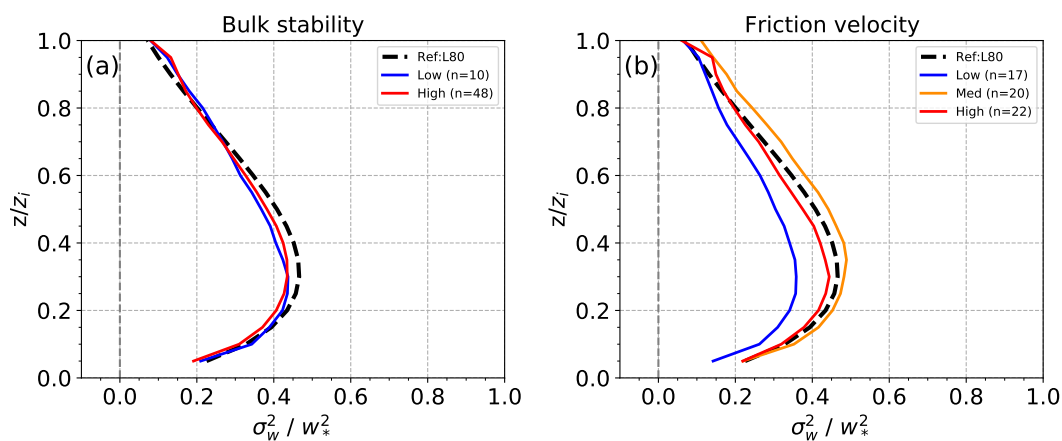 Bulk stability
(a)
Ref:L80
Low (n=10)
High (n=48)
1.0
0.8
0.6
0.4
0.2
0.0
z/z_i
0.0 0.2 0.4 0.6 0.8 1.0
σ_w^2 / w_*^2
Friction velocity
(b)
Ref:L80
Low (n=17)
Med (n=20)
High (n=22)
1.0
0.8
0.6
0.4
0.2
0.0
z/z_i
0.0 0.2 0.4 0.6 0.8 1.0
σ_w^2 / w_*^2